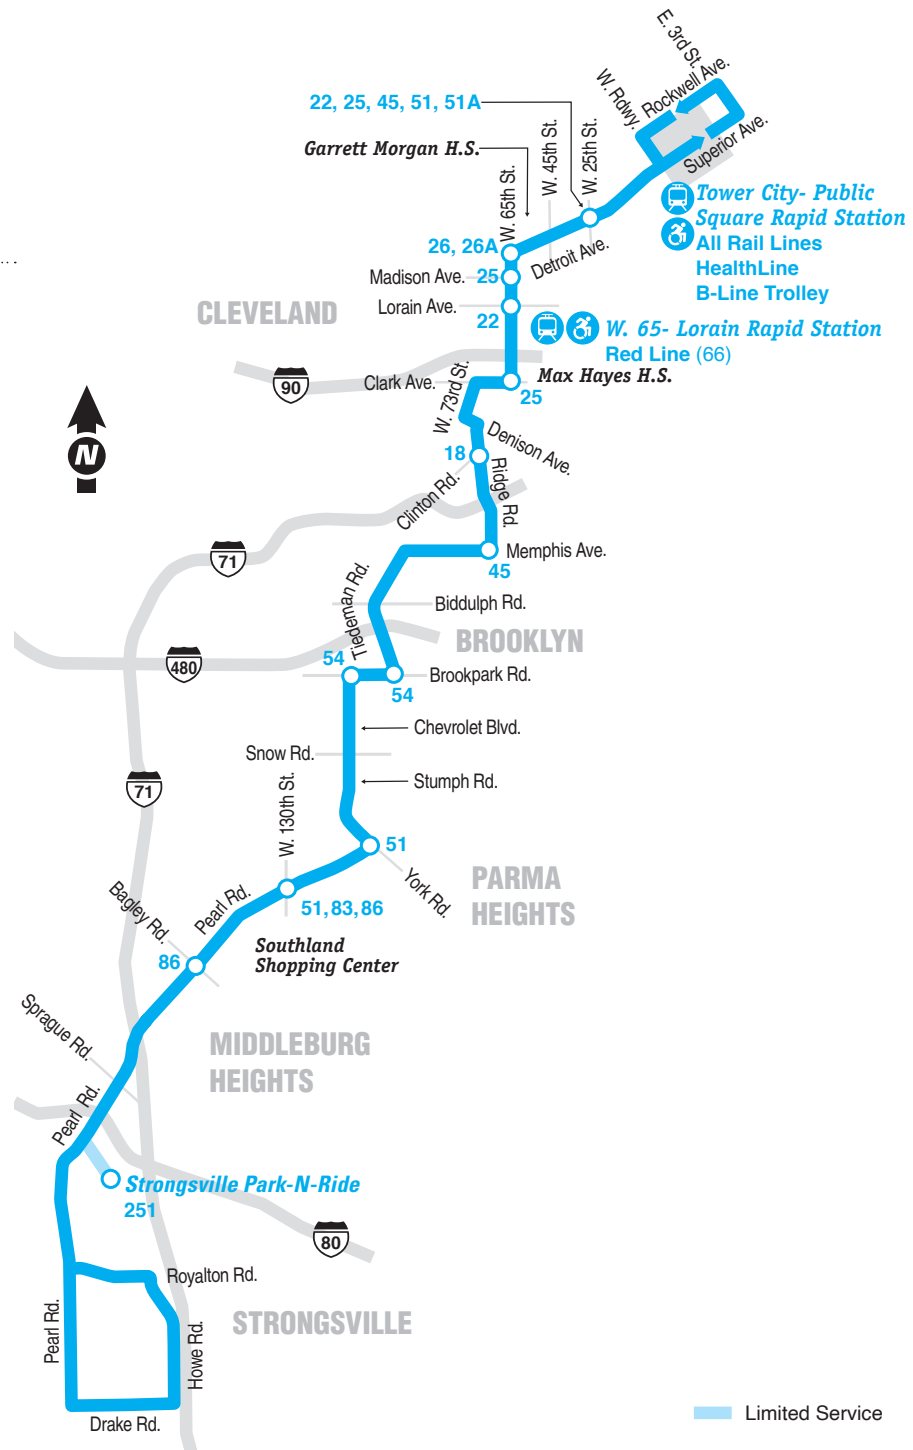 E. 3rd St.
Rockwell Ave.
W. Rdwy.
Superior Ave.
22, 25, 45, 51, 51A
Garrett Morgan H.S.
W. 65th St.
W. 45th St.
W. 25th St.
Tower City- Public
Square Rapid Station
All Rail Lines
HealthLine
B-Line Trolley
26, 26A
Detroit Ave.
Madison Ave.
25
Lorain Ave.
22
CLEVELAND
W. 65- Lorain Rapid Station
Red Line (66)
90
Clark Ave.
W. 73rd St.
Max Hayes H.S.
25
N
Denison Ave.
18
Clinton Rd.
Ridge Rd.
71
Memphis Ave.
45
Tiedeman Rd.
Biddulph Rd.
BROOKLYN
480
54
Brookpark Rd.
54
Chevrolet Blvd.
Snow Rd.
Stumph Rd.
71
W. 130th St.
51
York Rd.
PARMA
HEIGHTS
Bagley Rd.
Pearl Rd.
51, 83, 86
Southland
Shopping Center
86
Sprague Rd.
MIDDLEBURG
HEIGHTS
Pearl Rd.
Strongsville Park-N-Ride
251
80
Royalton Rd.
Pearl Rd.
Howe Rd.
STRONGSVILLE
Drake Rd.
Limited Service